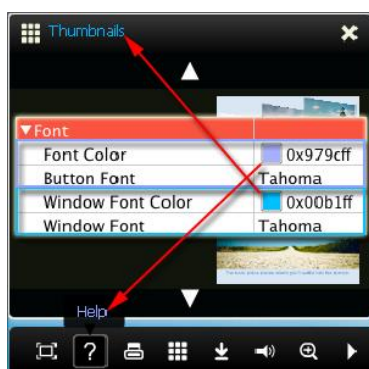 Thumbnails
Font
Font Color 0x979cff
Button Font Tahoma
Window Font Color 0x00b1ff
Window Font Tahoma
Help
?